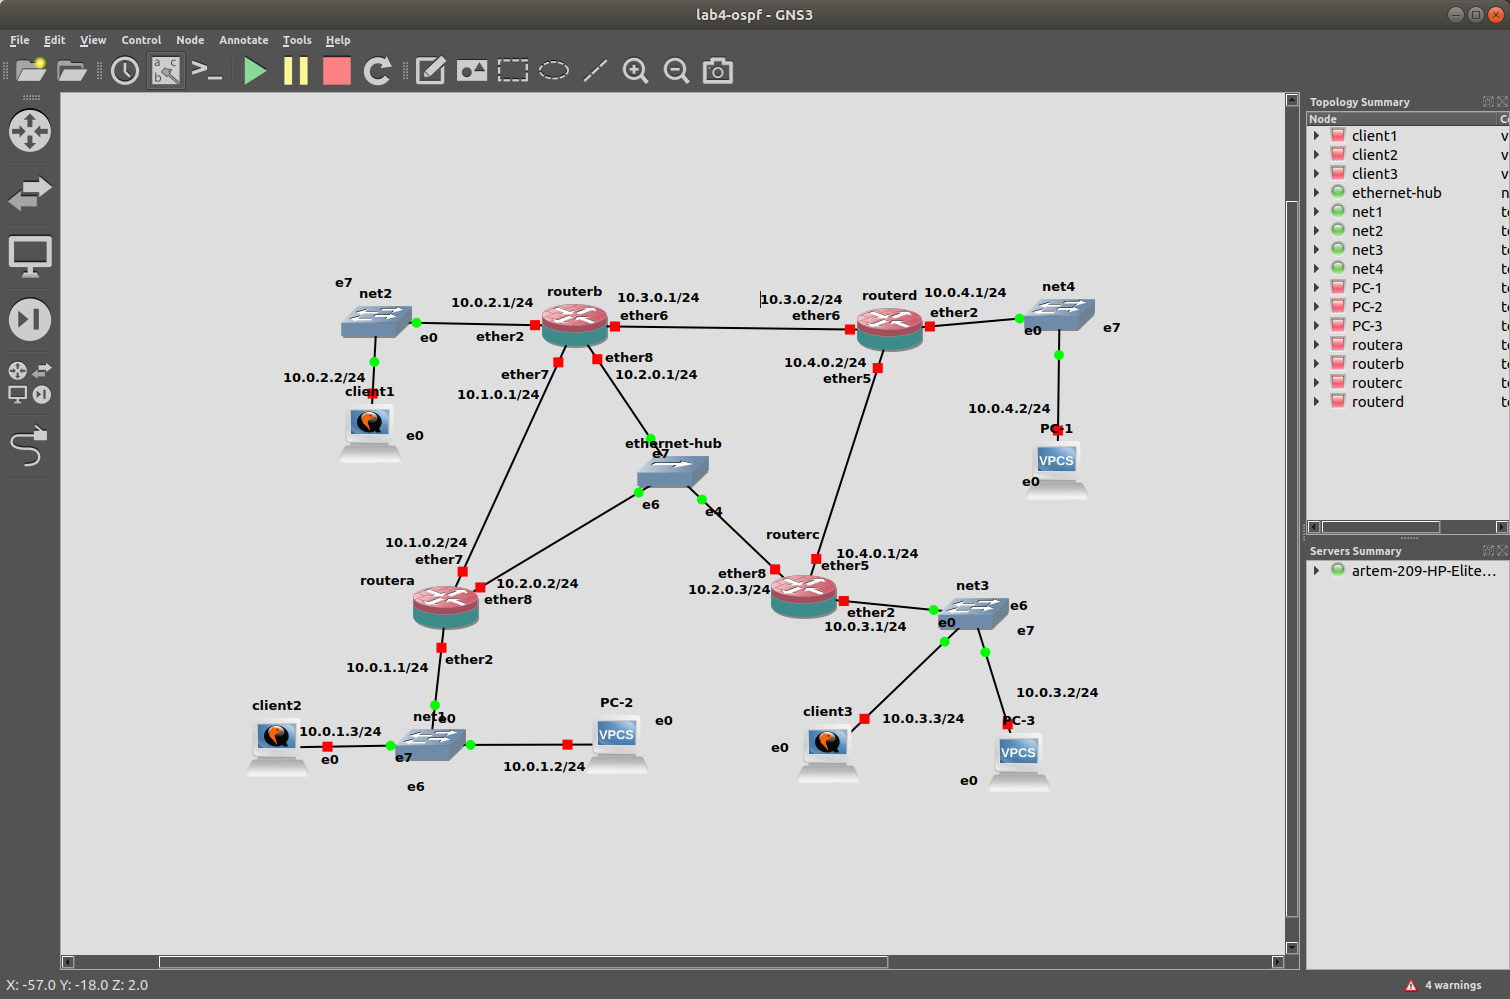 lab4-ospf - GNS3
File Edit View Control Node Annotate Tools Help
Topology Summary
Node
client1
client2
client3
ethernet-hub
net1
net2
net3
net4
PC-1
PC-2
PC-3
routera
routerb
routerc
routerd
Servers Summary
artem-209-HP-Elite...
e7
net2
10.0.2.1/24
routerb
10.3.0.1/24
ether6
10.3.0.2/24
ether6
routerd
10.0.4.1/24
ether2
net4
e0
e7
e0
ether2
10.0.2.2/24
client1
e0
ether7
10.1.0.1/24
ether8
10.2.0.1/24
10.4.0.2/24
ether5
10.0.4.2/24
PC-1
VPCS
e0
ethernet-hub
e7
e6
e4
10.1.0.2/24
ether7
routera
10.2.0.2/24
ether8
routerc
10.4.0.1/24
ether5
ether8
10.2.0.3/24
ether2
10.0.3.1/24
net3
e6
e0
e7
10.0.1.1/24
ether2
client2
10.0.1.3/24
e0
net1
e0
e7
e6
PC-2
VPCS
e0
10.0.1.2/24
client3
10.0.3.3/24
e0
10.0.3.2/24
PC-3
VPCS
e0
X: -57.0 Y: -18.0 Z: 2.0
4 warnings